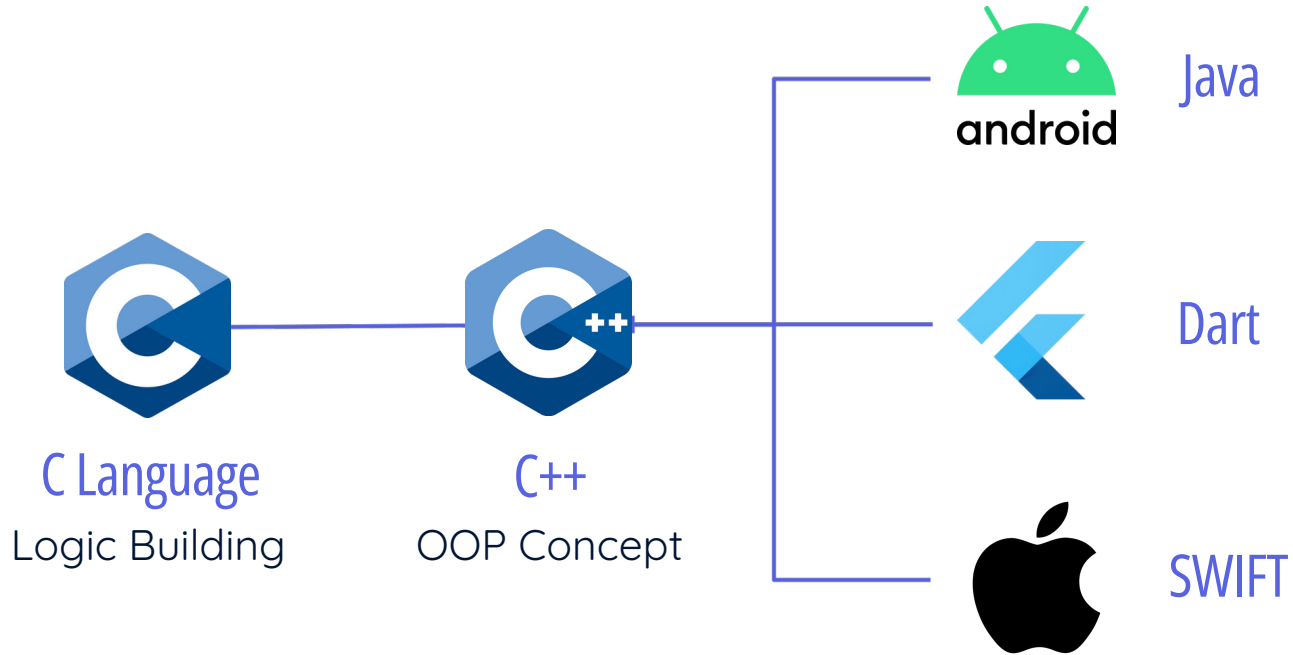 C Language
Logic Building
++
C++
OOP Concept
android
Java
Dart
SWIFT